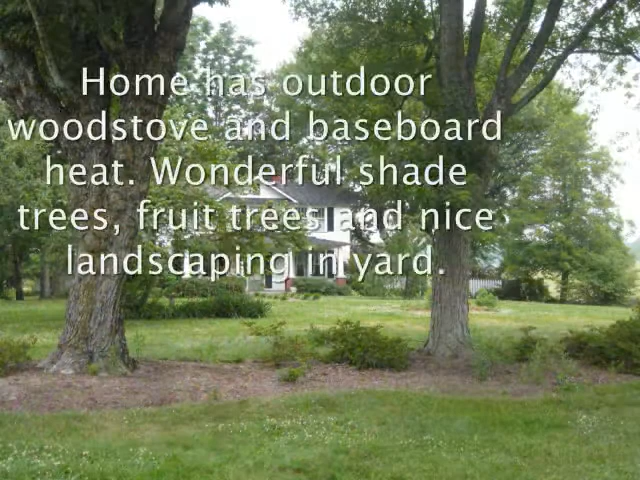 Home has outdoor
woodstove and baseboard
heat. Wonderful shade
trees, fruit trees and nice
landscaping in yard.